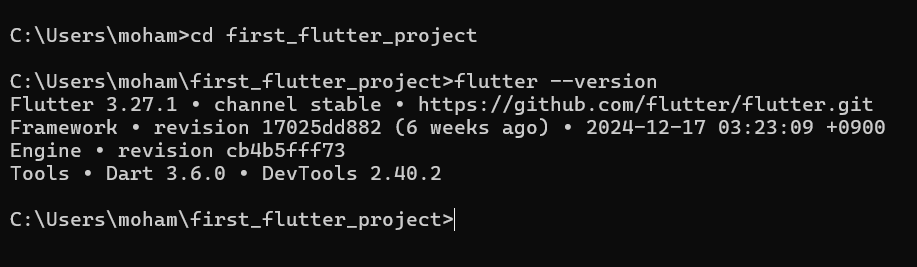 C:\Users\moham>cd first_flutter_project
C:\Users\moham\first_flutter_project>flutter --version
Flutter 3.27.1 • channel stable • https://github.com/flutter/flutter.git
Framework • revision 17025dd882 (6 weeks ago) • 2024-12-17 03:23:09 +0900
Engine • revision cb4b5fff73
Tools • Dart 3.6.0 • DevTools 2.40.2
C:\Users\moham\first_flutter_project>